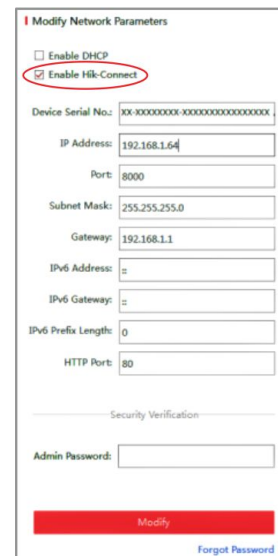 Modify Network Parameters
Enable DHCP
Enable Hik-Connect
Device Serial No.: XX-XXXXXXXX-XXXXXXXXXXXXXXX
IP Address: 192.168.1.64
Port: 8000
Subnet Mask: 255.255.255.0
Gateway: 192.168.1.1
IPv6 Address: ::
IPv6 Gateway: ::
IPv6 Prefix Length: 0
HTTP Port: 80
Security Verification
Admin Password:
Modify
Forgot Password